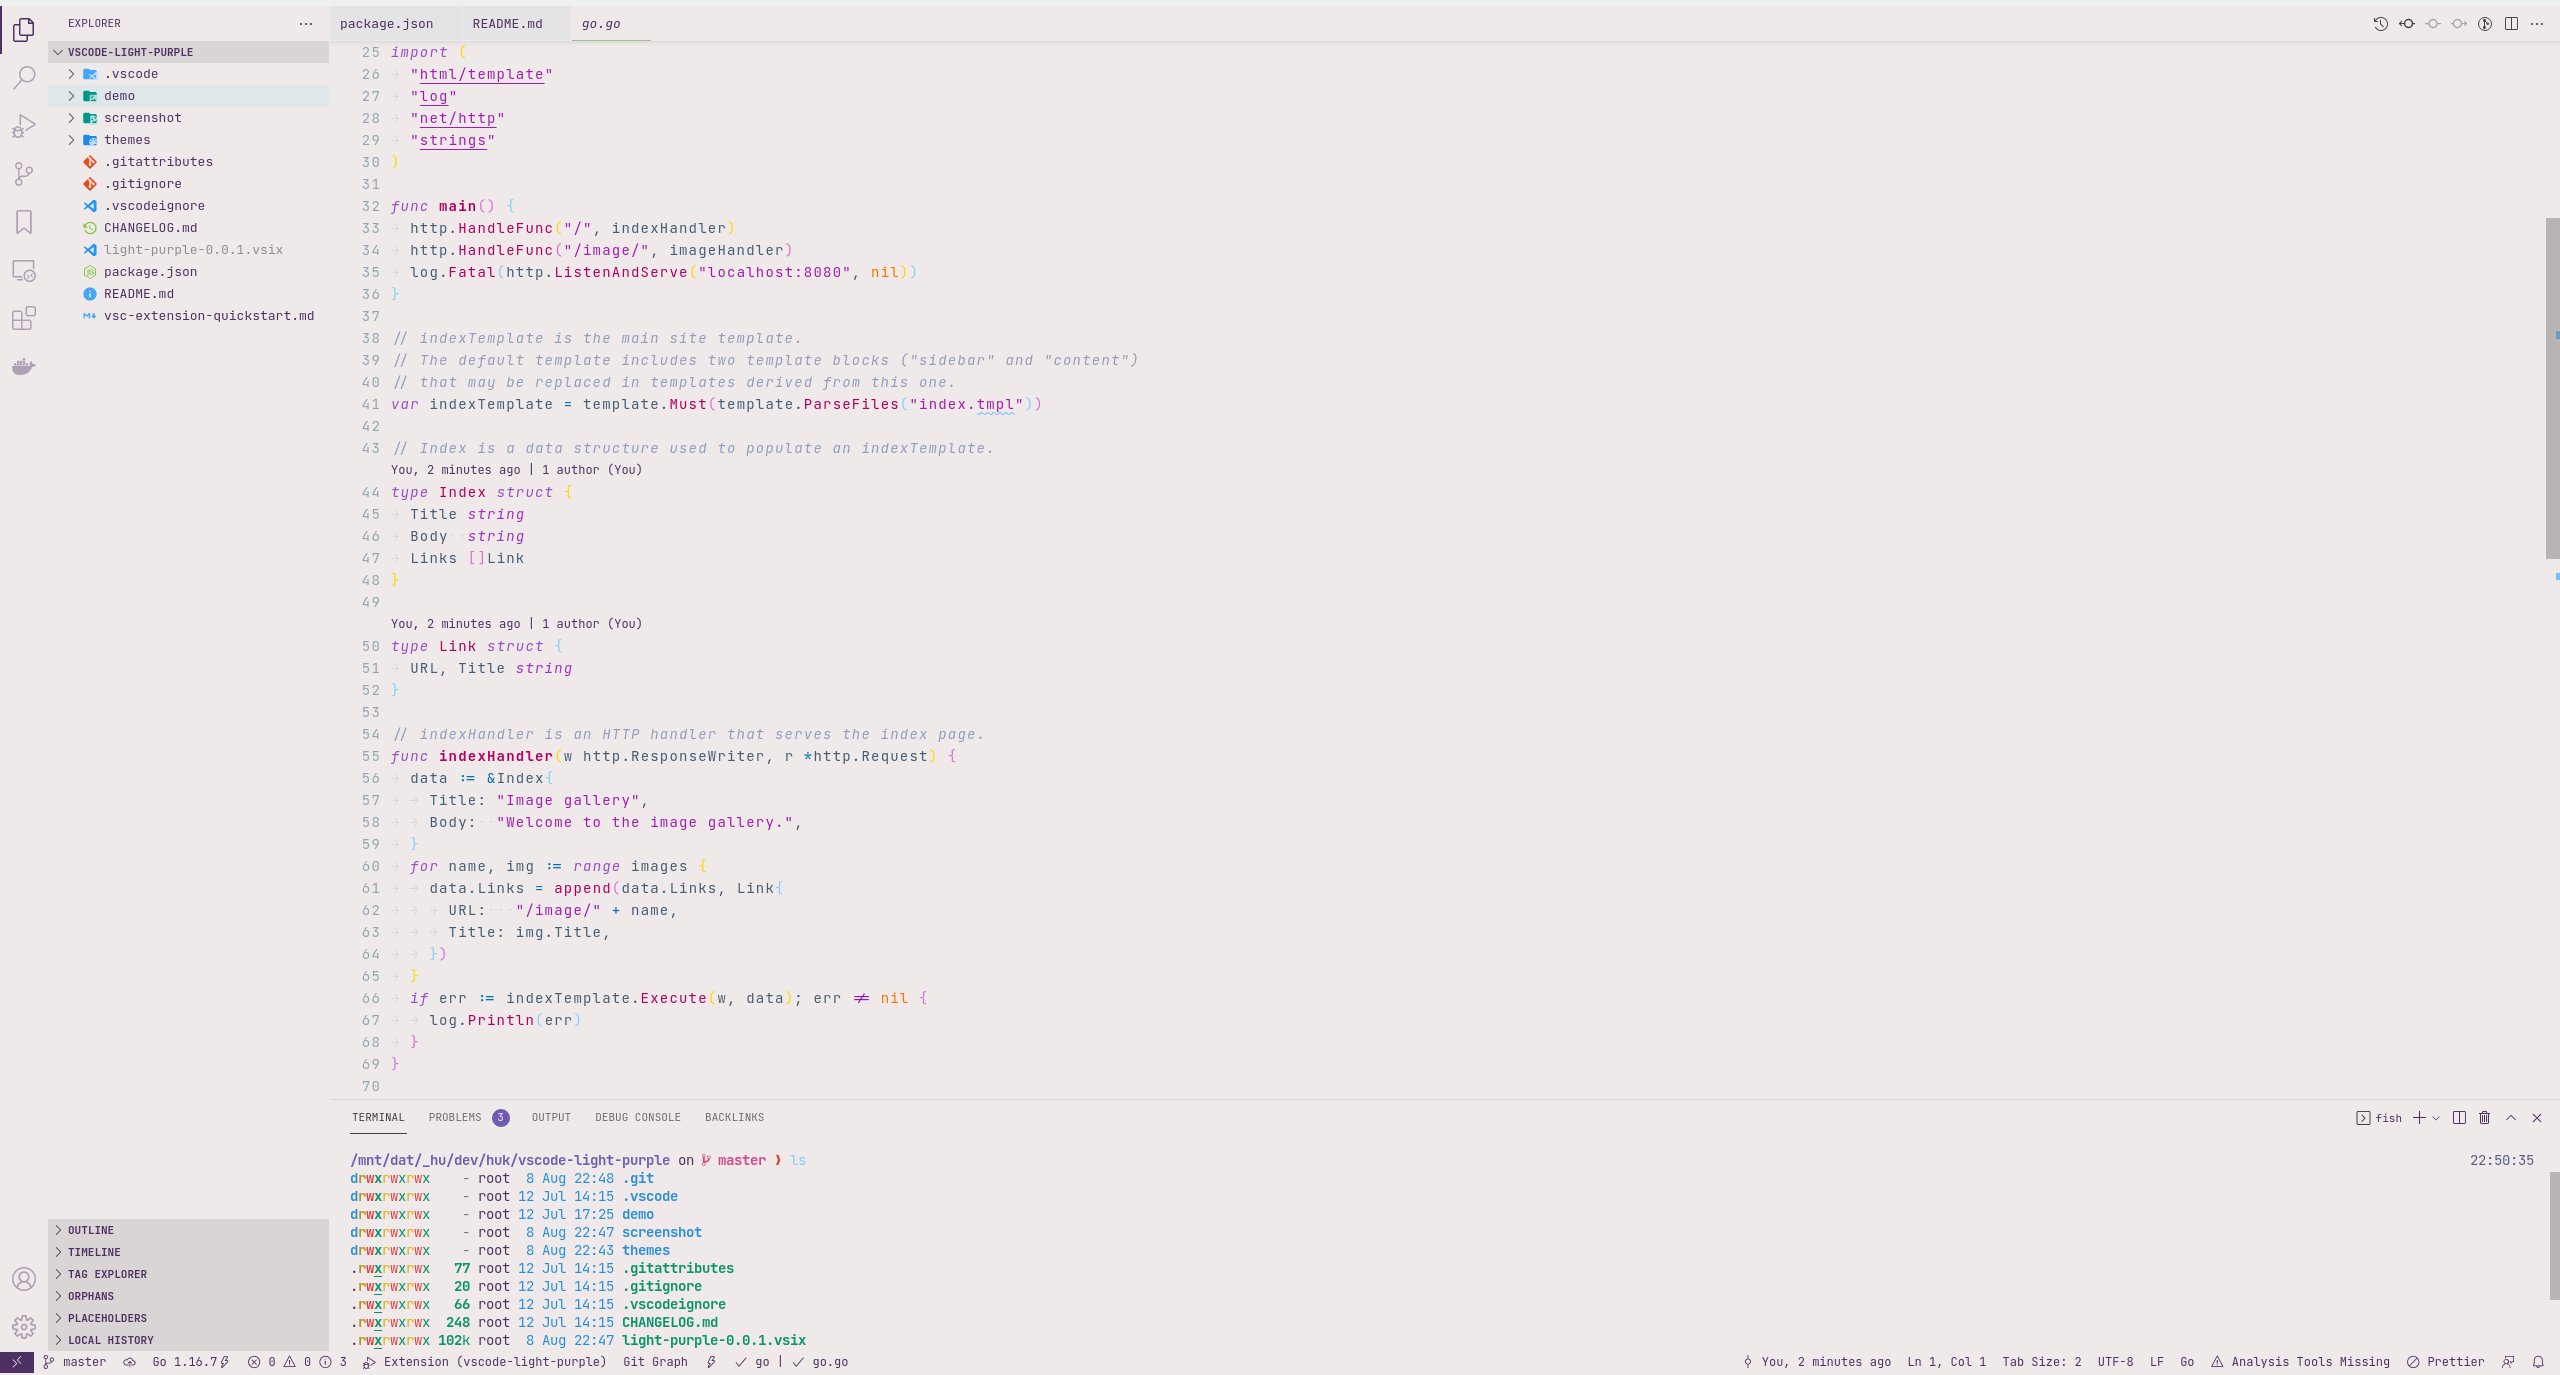 EXPLORER
VSCODE-LIGHT-PURPLE
.vscode
demo
screenshot
themes
.gitattributes
.gitignore
.vscodeignore
CHANGELOG.md
light-purple-0.0.1.vsix
package.json
README.md
vsc-extension-quickstart.md
OUTLINE
TIMELINE
TAG EXPLORER
ORPHANS
PLACEHOLDERS
LOCAL HISTORY
package.json README.md go.go
25 import (
26 "html/template"
27 "log"
28 "net/http"
29 "strings"
30 )
31
32 func main() {
33 http.HandleFunc("/", indexHandler)
34 http.HandleFunc("/image/", imageHandler)
35 log.Fatal(http.ListenAndServe("localhost:8080", nil))
36 }
37
38 // indexTemplate is the main site template.
39 // The default template includes two template blocks ("sidebar" and "content")
40 // that may be replaced in templates derived from this one.
41 var indexTemplate = template.Must(template.ParseFiles("index.tmpl"))
42
43 // Index is a data structure used to populate an indexTemplate.
You, 2 minutes ago | 1 author (You)
44 type Index struct {
45 Title string
46 Body string
47 Links []Link
48 }
49
You, 2 minutes ago | 1 author (You)
50 type Link struct {
51 URL, Title string
52 }
53
54 // indexHandler is an HTTP handler that serves the index page.
55 func indexHandler(w http.ResponseWriter, r *http.Request) {
56 data := &Index{
57 Title: "Image gallery",
58 Body: "Welcome to the image gallery.",
59 }
60 for name, img := range images {
61 data.Links = append(data.Links, Link{
62 URL: "/image/" + name,
63 Title: img.Title,
64 })
65 }
66 if err := indexTemplate.Execute(w, data); err != nil {
67 log.Println(err)
68 }
69 }
70
TERMINAL PROBLEMS 3 OUTPUT DEBUG CONSOLE BACKLINKS fish
/mnt/dat/_hu/dev/huk/vscode-light-purple on master ❯ ls 22:50:35
drwxrwxrwx - root 8 Aug 22:48 .git
drwxrwxrwx - root 12 Jul 14:15 .vscode
drwxrwxrwx - root 12 Jul 17:25 demo
drwxrwxrwx - root 8 Aug 22:47 screenshot
drwxrwxrwx - root 8 Aug 22:43 themes
.rwxrwxrwx 77 root 12 Jul 14:15 .gitattributes
.rwxrwxrwx 20 root 12 Jul 14:15 .gitignore
.rwxrwxrwx 66 root 12 Jul 14:15 .vscodeignore
.rwxrwxrwx 248 root 12 Jul 14:15 CHANGELOG.md
.rwxrwxrwx 102k root 8 Aug 22:47 light-purple-0.0.1.vsix
master Go 1.16.7 0 0 3 Extension (vscode-light-purple) Git Graph go | go.go You, 2 minutes ago Ln 1, Col 1 Tab Size: 2 UTF-8 LF Go Analysis Tools Missing Prettier